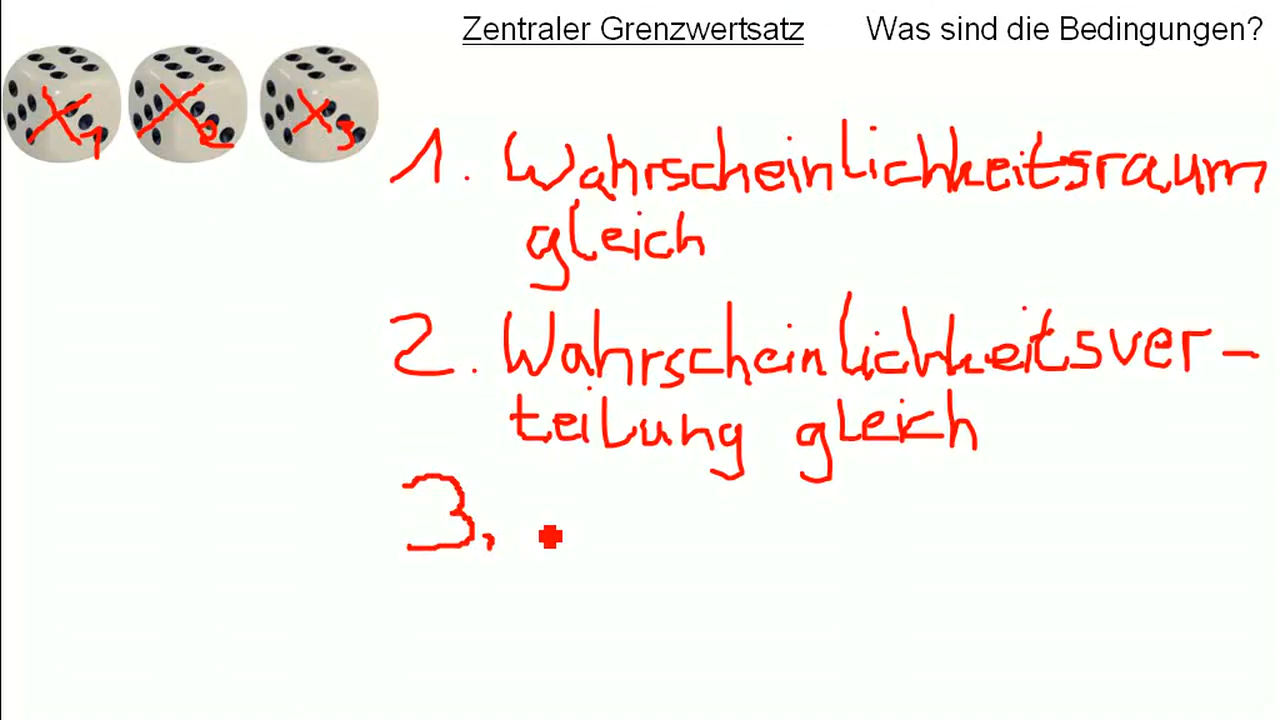 Zentraler Grenzwertsatz Was sind die Bedingungen?
X1 X2 X3
1. Wahrscheinlichkeitsraum
gleich
2. Wahrscheinlichkeitsver-
teilung gleich
3.